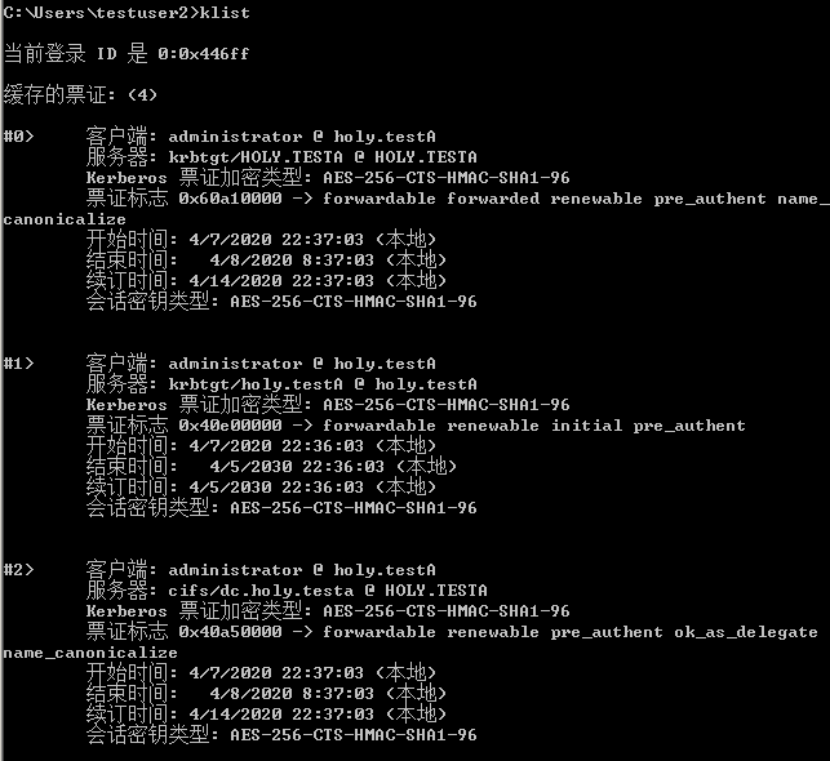 C:\Users\testuser2>klist
当前登录 ID 是 0:0x446ff
缓存的票证: (4)
#0>     客户端: administrator @ holy.testA
        服务器: krbtgt/HOLY.TESTA @ HOLY.TESTA
        Kerberos 票证加密类型: AES-256-CTS-HMAC-SHA1-96
        票证标志 0x60a10000 -> forwardable forwarded renewable pre_authent name_
canonicalize
        开始时间: 4/7/2020 22:37:03 (本地)
        结束时间:   4/8/2020 8:37:03 (本地)
        续订时间: 4/14/2020 22:37:03 (本地)
        会话密钥类型: AES-256-CTS-HMAC-SHA1-96
#1>     客户端: administrator @ holy.testA
        服务器: krbtgt/holy.testA @ holy.testA
        Kerberos 票证加密类型: AES-256-CTS-HMAC-SHA1-96
        票证标志 0x40e00000 -> forwardable renewable initial pre_authent
        开始时间: 4/7/2020 22:36:03 (本地)
        结束时间:   4/5/2030 22:36:03 (本地)
        续订时间: 4/5/2030 22:36:03 (本地)
        会话密钥类型: AES-256-CTS-HMAC-SHA1-96
#2>     客户端: administrator @ holy.testA
        服务器: cifs/dc.holy.testa @ HOLY.TESTA
        Kerberos 票证加密类型: AES-256-CTS-HMAC-SHA1-96
        票证标志 0x40a50000 -> forwardable renewable pre_authent ok_as_delegate
name_canonicalize
        开始时间: 4/7/2020 22:37:03 (本地)
        结束时间:   4/8/2020 8:37:03 (本地)
        续订时间: 4/14/2020 22:37:03 (本地)
        会话密钥类型: AES-256-CTS-HMAC-SHA1-96